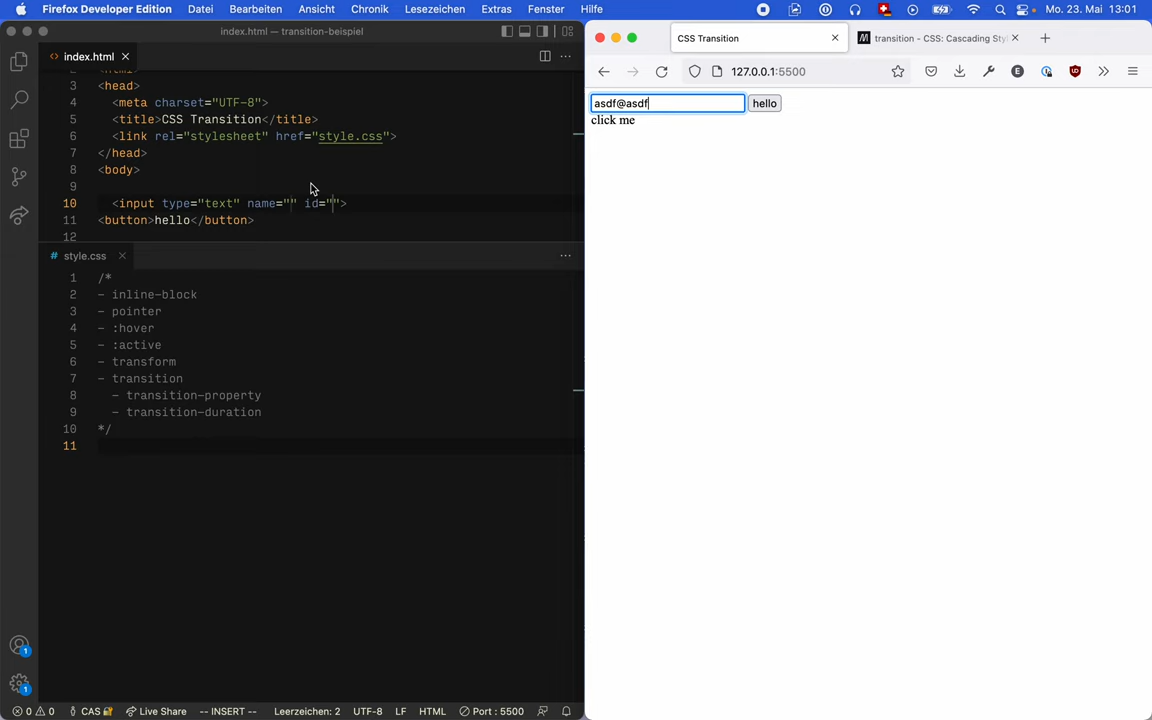 Firefox Developer Edition Datei Bearbeiten Ansicht Chronik Lesezeichen Extras Fenster Hilfe Mo. 23. Mai 13:01
index.html — transition-beispiel
<> index.html ×
3 <head>
4 <meta charset="UTF-8">
5 <title>CSS Transition</title>
6 <link rel="stylesheet" href="style.css">
7 </head>
8 <body>
9
10 <input type="text" name="" id="">
11 <button>hello</button>
12
# style.css ×
1 /*
2 - inline-block
3 - pointer
4 - :hover
5 - :active
6 - transform
7 - transition
8 - transition-property
9 - transition-duration
10 */
11
1
1
0 0 CAS Live Share -- INSERT -- Leerzeichen: 2 UTF-8 LF HTML Port : 5500
CSS Transition × M transition - CSS: Cascading Sty × +
127.0.0.1:5500 E
asdf@asdf hello
click me